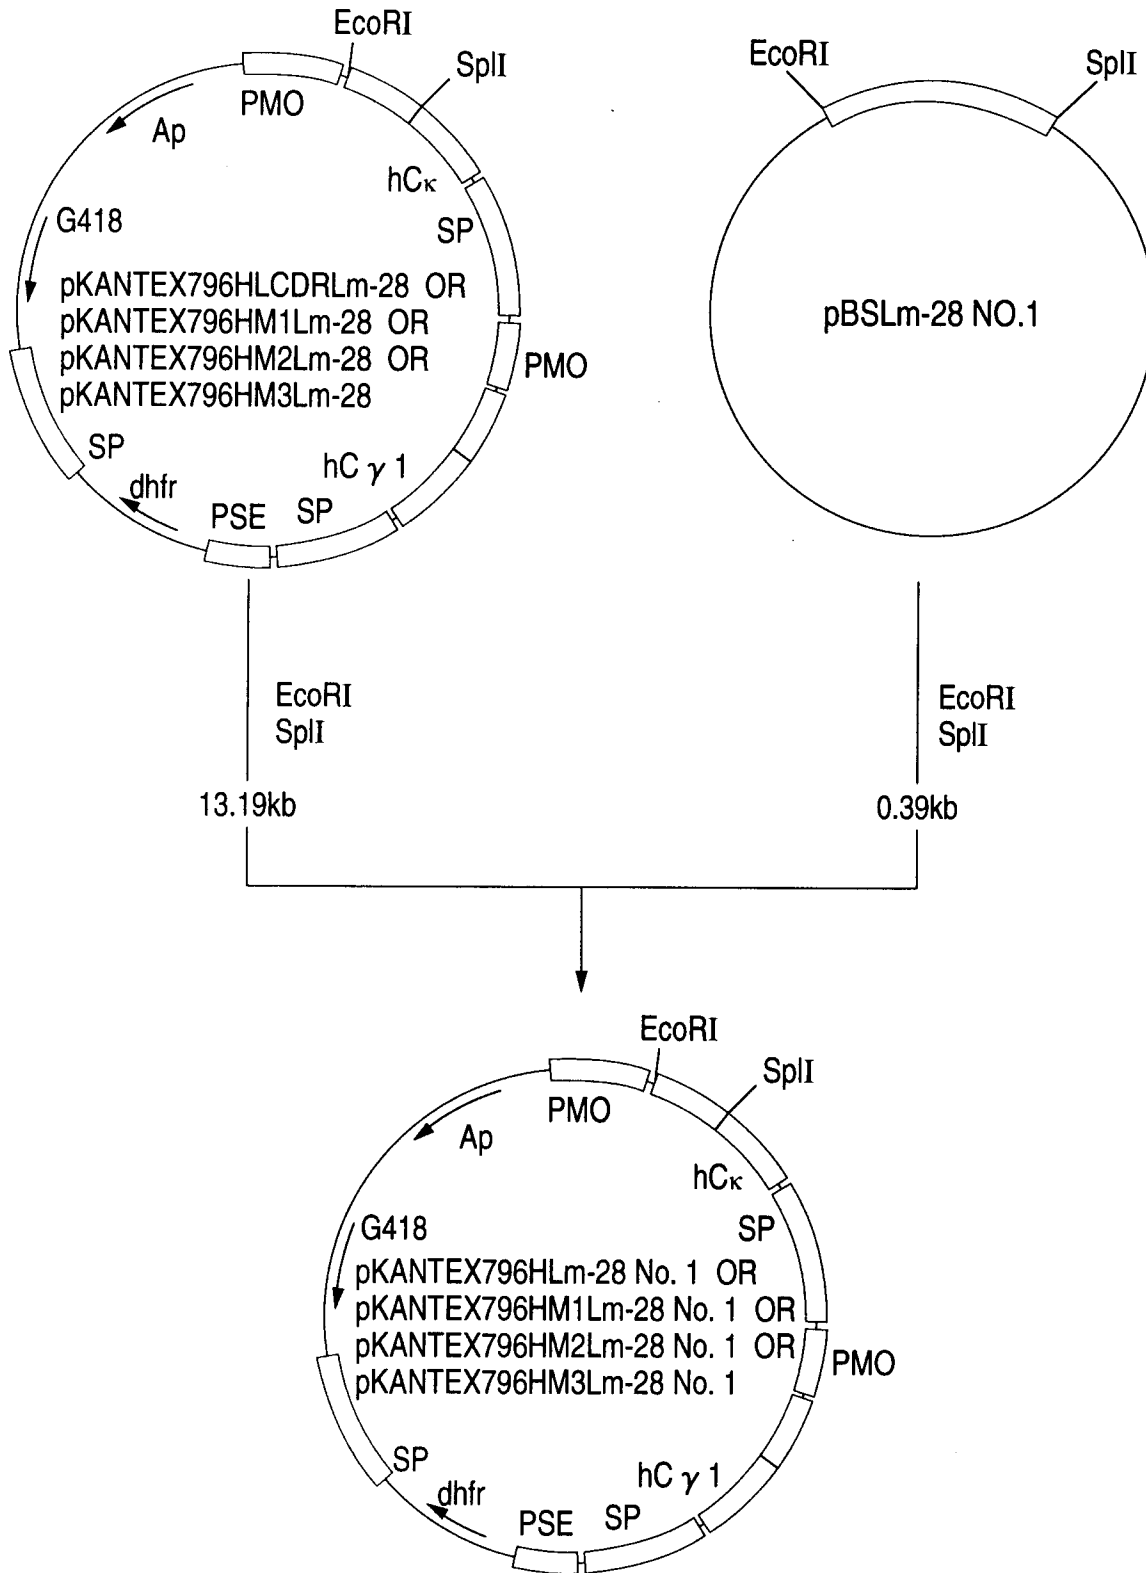 EcoRI
SplI
PMO
Ap
hCκ
G418
SP
pKANTEX796HLCDRLm-28 OR
pKANTEX796HM1Lm-28 OR
pKANTEX796HM2Lm-28 OR
pKANTEX796HM3Lm-28
PMO
SP
hC γ 1
dhfr
PSE
SP
EcoRI
SplI
pBSLm-28 NO.1
EcoRI
SplI
13.19kb
EcoRI
SplI
0.39kb
EcoRI
SplI
PMO
Ap
hCκ
G418
SP
pKANTEX796HLm-28 No. 1 OR
pKANTEX796HM1Lm-28 No. 1 OR
pKANTEX796HM2Lm-28 No. 1 OR
pKANTEX796HM3Lm-28 No. 1
PMO
SP
hC γ 1
dhfr
PSE
SP